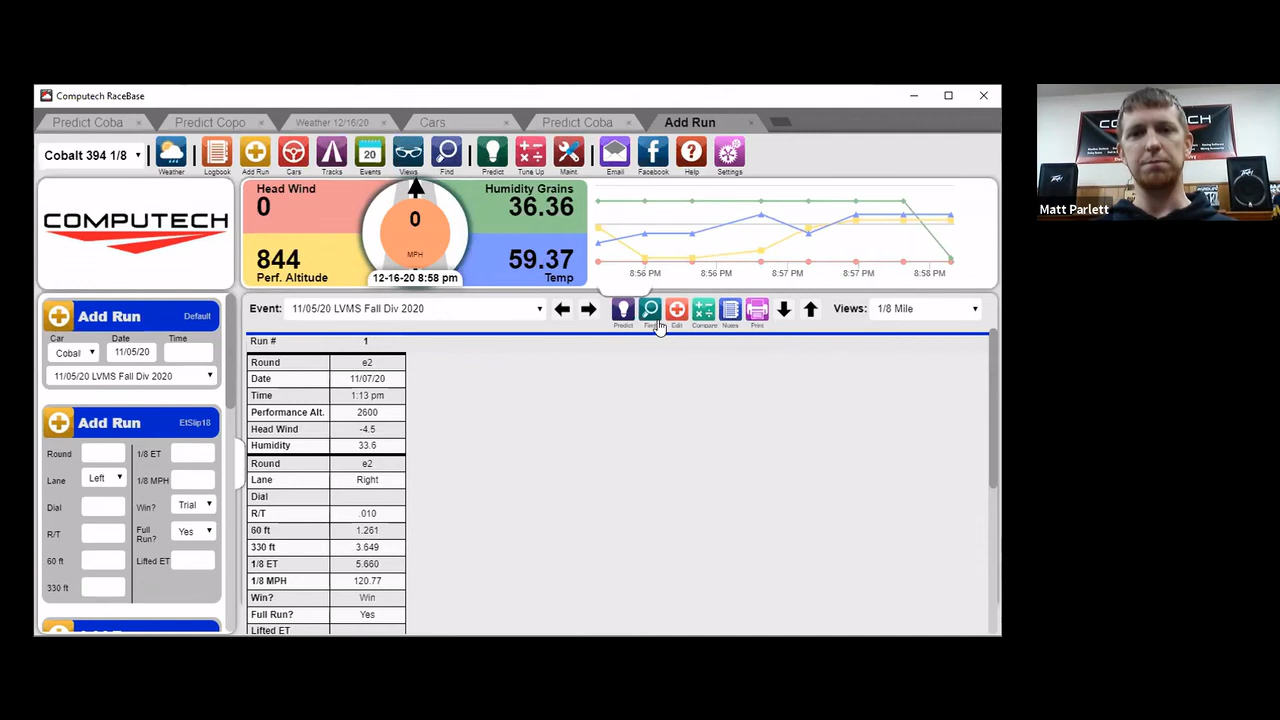 Computech RaceBase
Predict Coba × Predict Copo × Weather 12/16/20 × Cars × Predict Coba × Add Run ×
Cobalt 394 1/8
Weather Logbook Add Run Cars Tracks Events Views Find Predict Tune Up Maint Email Facebook Help Settings
20
COMPUTECH
Head Wind
0
Humidity Grains
36.36
0
MPH
844
Perf. Altitude
59.37
Temp
12-16-20 8:58 pm
8:56 PM 8:56 PM 8:57 PM 8:57 PM 8:58 PM
COMPUTECH
PEAVEY
Matt Parlett
Event: 11/05/20 LVMS Fall Div 2020
Predict Edit Compare Notes Print
Views: 1/8 Mile
Add Run Default
Car Date Time
Cobal 11/05/20
11/05/20 LVMS Fall Div 2020
Add Run EtSlip18
Round 1/8 ET
Lane Left 1/8 MPH
Dial Win? Trial
R/T Full Run? Yes
60 ft Lifted ET
330 ft
Run # 1
Round e2
Date 11/07/20
Time 1:13 pm
Performance Alt. 2600
Head Wind -4.5
Humidity 33.6
Round e2
Lane Right
Dial
R/T .010
60 ft 1.261
330 ft 3.649
1/8 ET 5.660
1/8 MPH 120.77
Win? Win
Full Run? Yes
Lifted ET